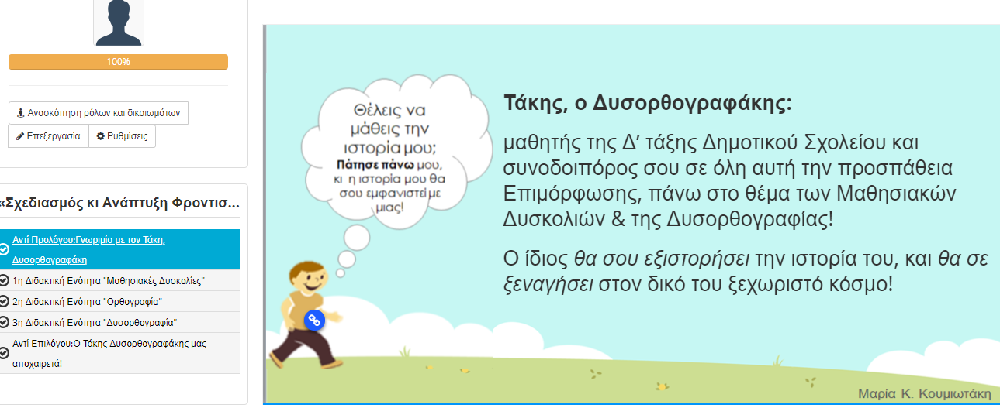 100%
Ανασκόπηση ρόλων και δικαιωμάτων
Επεξεργασία
Ρυθμίσεις
«Σχεδιασμός κι Ανάπτυξη Φροντισ...
Αντί Προλόγου:Γνωριμία με τον Τάκη,
Δυσορθογραφάκη
1η Διδακτική Ενότητα "Μαθησιακές Δυσκολίες"
2η Διδακτική Ενότητα "Ορθογραφία"
3η Διδακτική Ενότητα "Δυσορθογραφία"
Αντί Επιλόγου:Ο Τάκης Δυσορθογραφάκης μας
αποχαιρετά!
Θέλεις να
μάθεις την
ιστορία μου;
Πάτησε πάνω μου,
κι η ιστορία μου θα
σου εμφανιστεί με
μιας!
Τάκης, ο Δυσορθογραφάκης:
μαθητής της Δ’ τάξης Δημοτικού Σχολείου και
συνοδοιπόρος σου σε όλη αυτή την προσπάθεια
Επιμόρφωσης, πάνω στο θέμα των Μαθησιακών
Δυσκολιών & της Δυσορθογραφίας!
Ο ίδιος θα σου εξιστορήσει την ιστορία του, και θα σε
ξεναγήσει στον δικό του ξεχωριστό κόσμο!
Μαρία Κ. Κουμιωτάκη